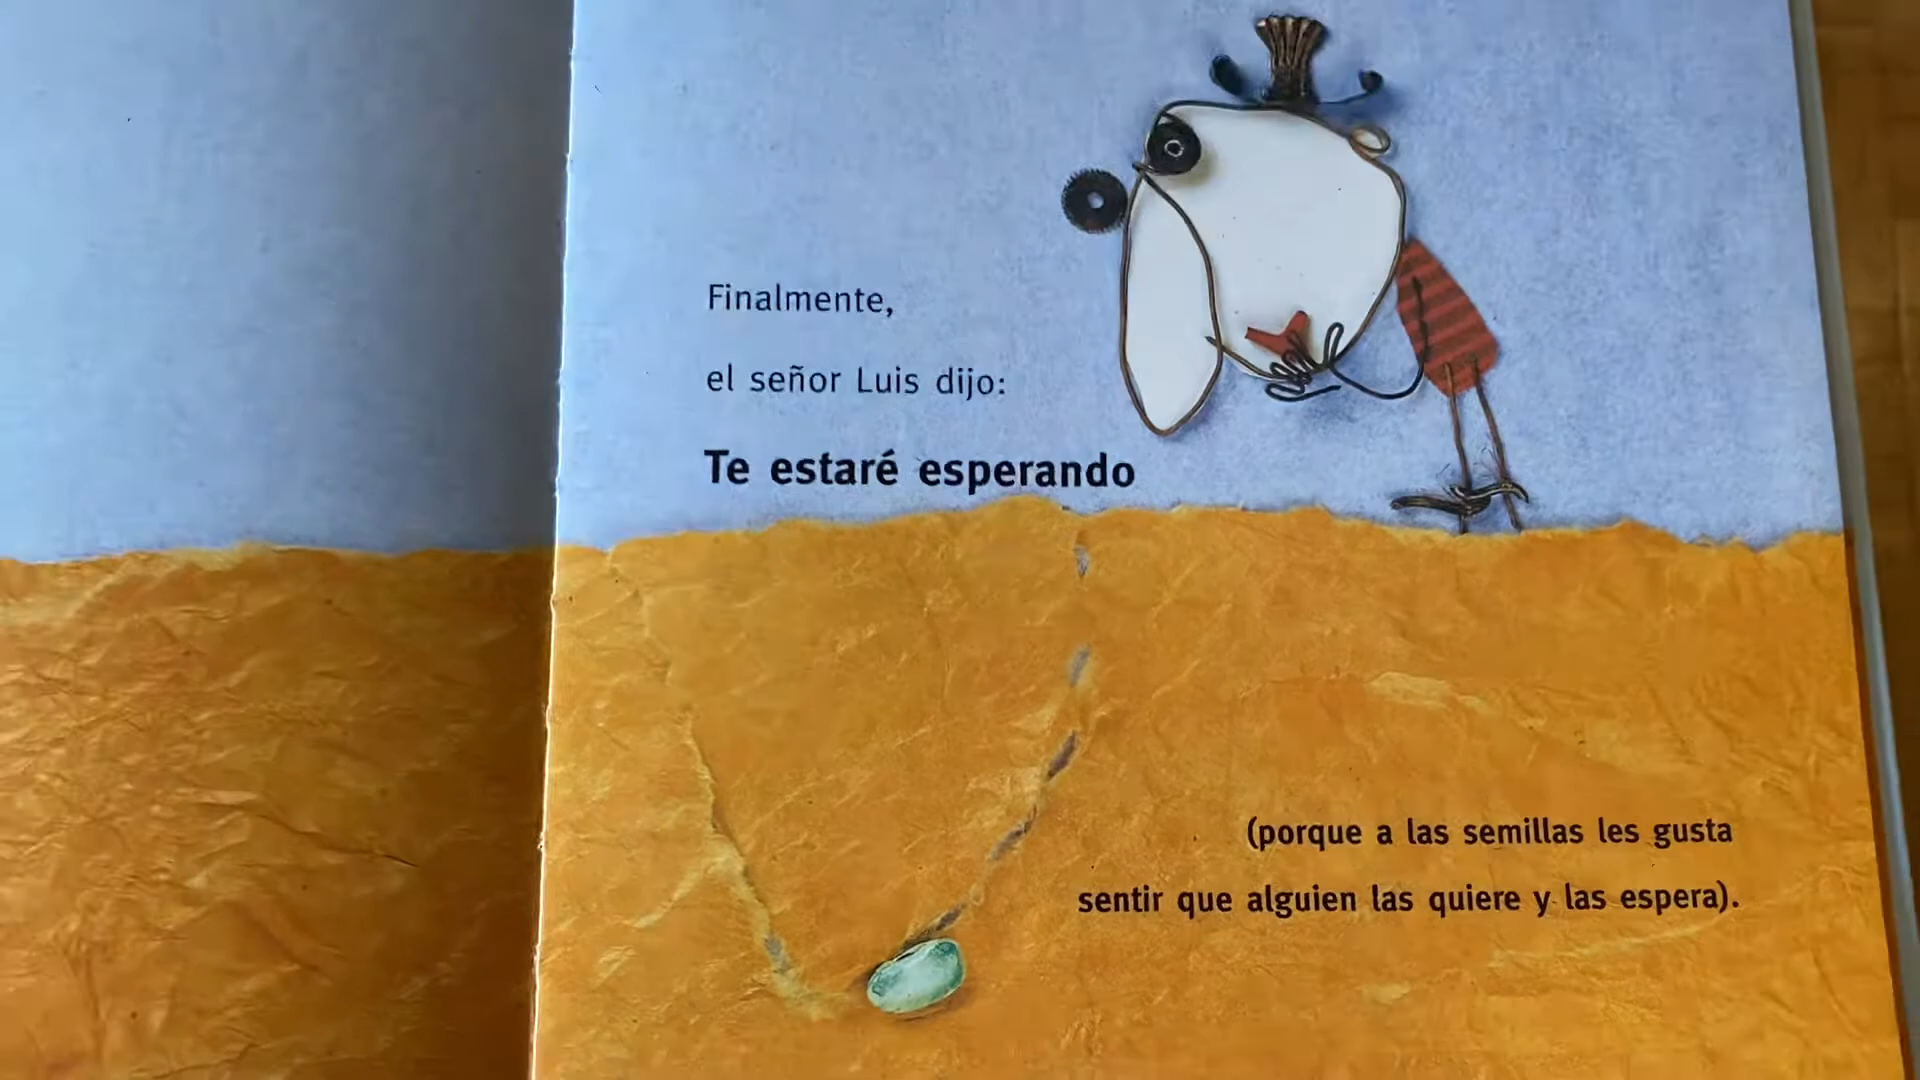 Finalmente,
el señor Luis dijo:
Te estaré esperando
(porque a las semillas les gusta
sentir que alguien las quiere y las espera).